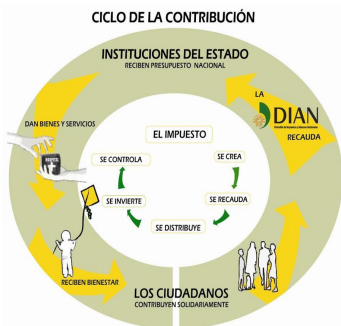 CICLO DE LA CONTRIBUCIÓN
INSTITUCIONES DEL ESTADO
RECIBEN PRESUPUESTO NACIONAL
LA
DIAN
RECAUDA
DAN BIENES Y SERVICIOS
HOSPITAL
EL IMPUESTO
SE CONTROLA
SE CREA
SE INVIERTE
SE RECAUDA
SE DISTRIBUYE
RECIBEN BIENESTAR
LOS CIUDADANOS
CONTRIBUYEN SOLIDARIAMENTE